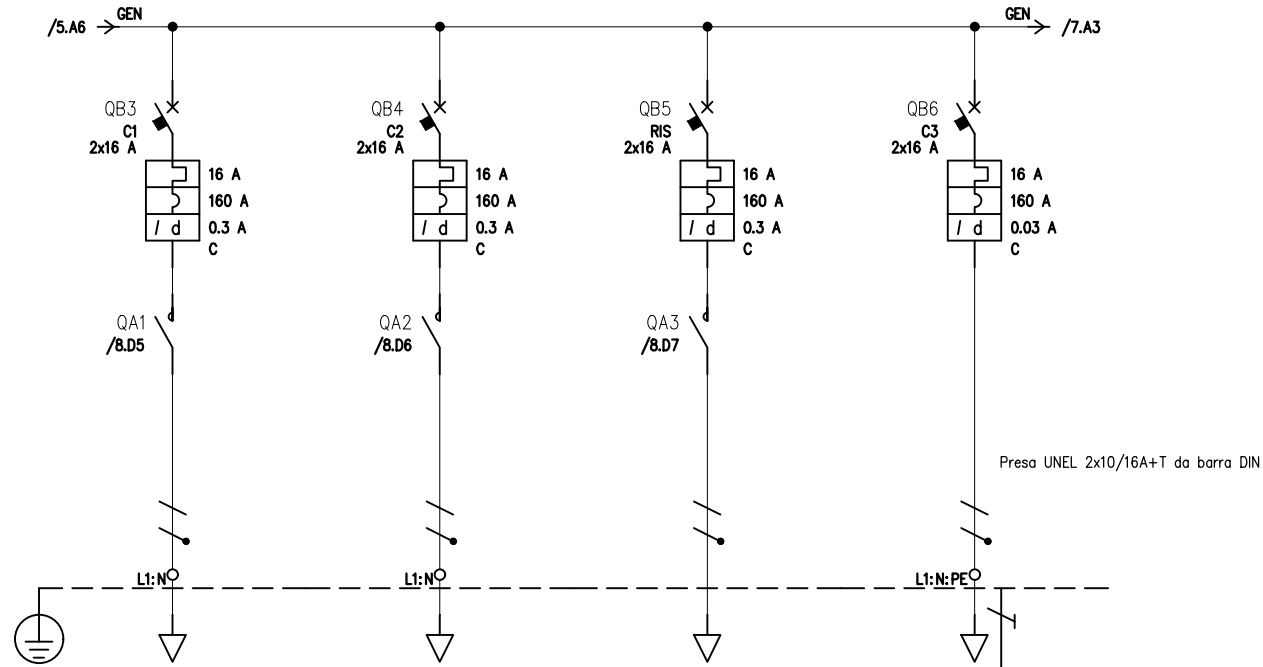 GEN
/5.A6
GEN
/7.A3
QB3
C1
2x16 A
16 A
160 A
I d
0.3 A
C
QB4
C2
2x16 A
16 A
160 A
I d
0.3 A
C
QB5
RIS
2x16 A
16 A
160 A
I d
0.3 A
C
QB6
C3
2x16 A
16 A
160 A
I d
0.03 A
C
QA1
/8.D5
QA2
/8.D6
QA3
/8.D7
Presa UNEL 2x10/16A+T da barra DIN
L1:N
L1:N
L1:N:PE